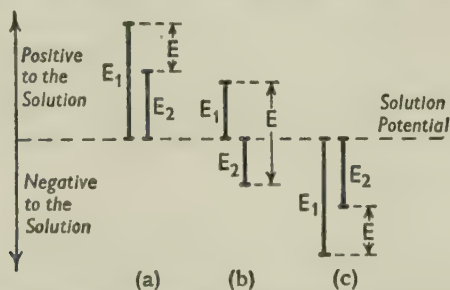 Positive
to the
Solution
E₁
E
E₂
E₁
E
E₂
Solution
Potential
Negative
to the
Solution
E₁
E₂
E
(a) (b) (c)